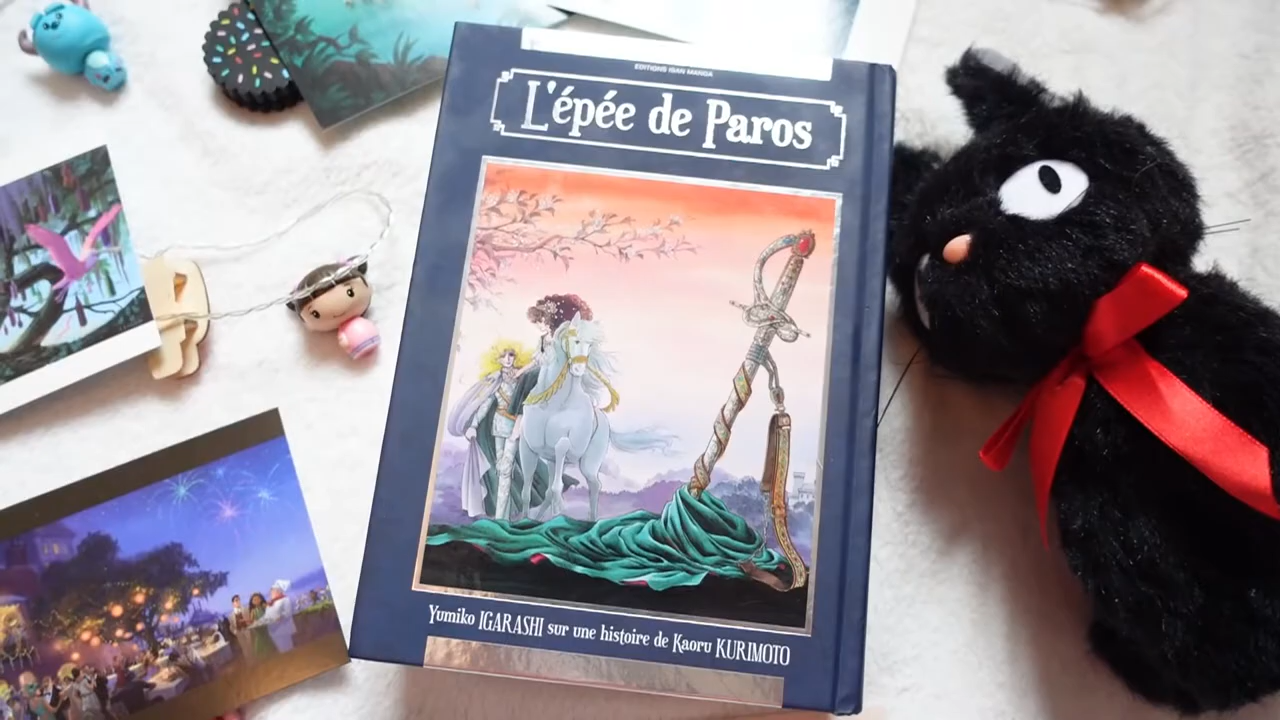 EDITIONS ISAN MANGA
L'épée de Paros
Yumiko IGARASHI sur une histoire de Kaoru KURIMOTO